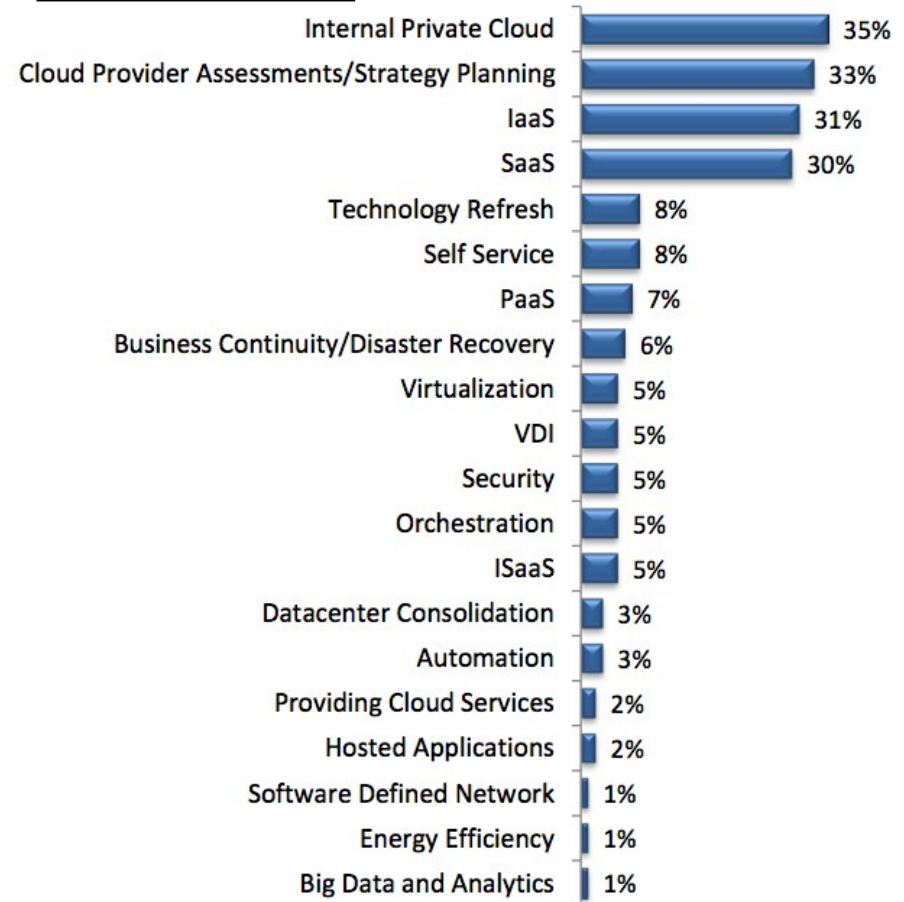 Internal Private Cloud 35%
Cloud Provider Assessments/Strategy Planning 33%
IaaS 31%
SaaS 30%
Technology Refresh 8%
Self Service 8%
PaaS 7%
Business Continuity/Disaster Recovery 6%
Virtualization 5%
VDI 5%
Security 5%
Orchestration 5%
ISaaS 5%
Datacenter Consolidation 3%
Automation 3%
Providing Cloud Services 2%
Hosted Applications 2%
Software Defined Network 1%
Energy Efficiency 1%
Big Data and Analytics 1%